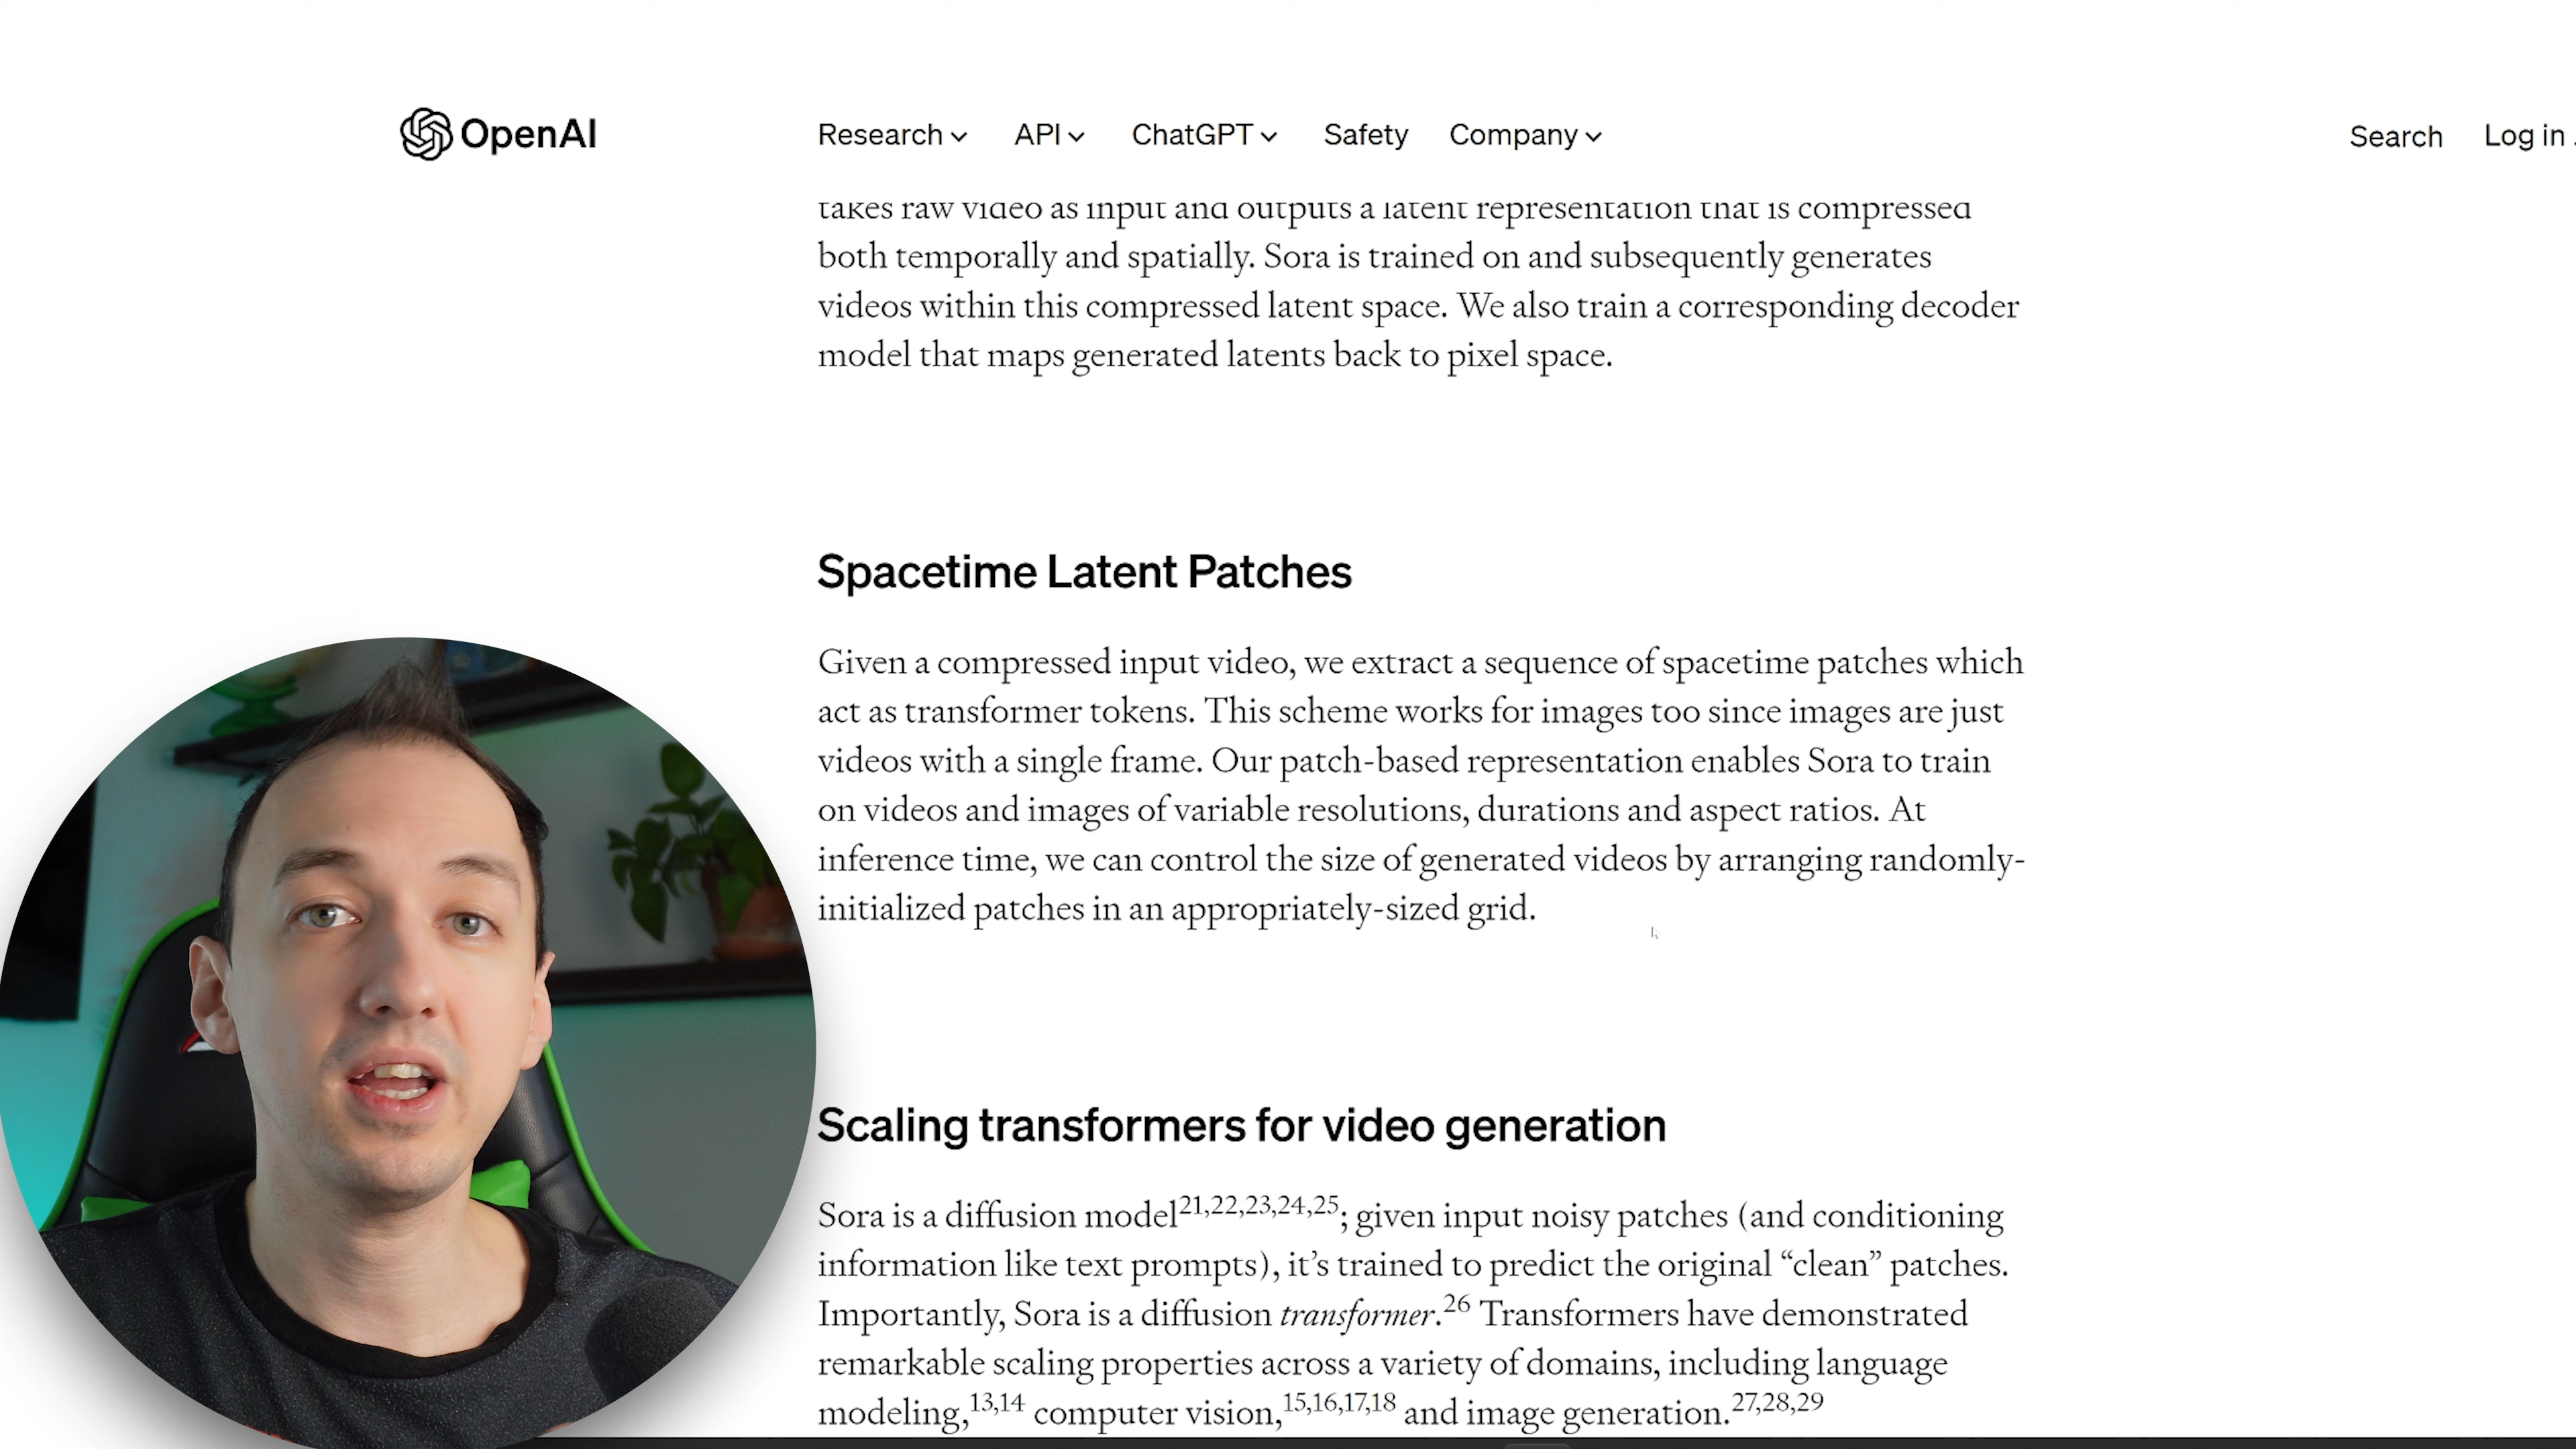 OpenAI
Research API ChatGPT Safety Company Search Log in
takes raw video as input and outputs a latent representation that is compressed
both temporally and spatially. Sora is trained on and subsequently generates
videos within this compressed latent space. We also train a corresponding decoder
model that maps generated latents back to pixel space.
Spacetime Latent Patches
Given a compressed input video, we extract a sequence of spacetime patches which
act as transformer tokens. This scheme works for images too since images are just
videos with a single frame. Our patch-based representation enables Sora to train
on videos and images of variable resolutions, durations and aspect ratios. At
inference time, we can control the size of generated videos by arranging randomly-
initialized patches in an appropriately-sized grid.
Scaling transformers for video generation
Sora is a diffusion model21,22,23,24,25; given input noisy patches (and conditioning
information like text prompts), it’s trained to predict the original “clean” patches.
Importantly, Sora is a diffusion transformer.26 Transformers have demonstrated
remarkable scaling properties across a variety of domains, including language
modeling,13,14 computer vision,15,16,17,18 and image generation.27,28,29